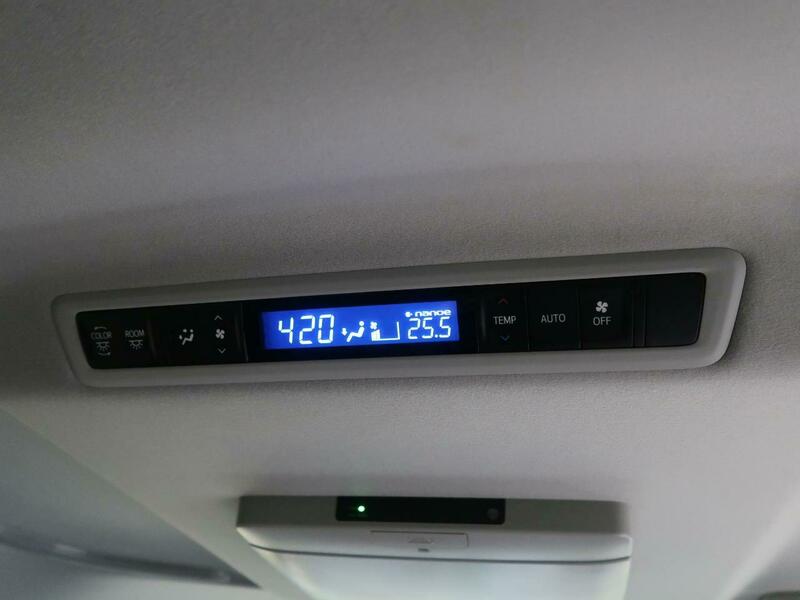 COLOR
ROOM
420
nanoe
25.5
TEMP
AUTO
OFF